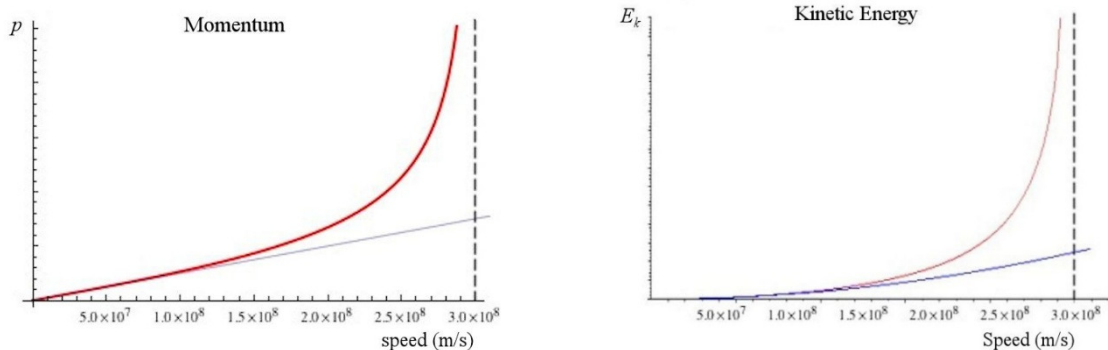 p
Momentum
5.0×10⁷ 1.0×10⁸ 1.5×10⁸ 2.0×10⁸ 2.5×10⁸ 3.0×10⁸
speed (m/s)
E_k
Kinetic Energy
5.0×10⁷ 1.0×10⁸ 1.5×10⁸ 2.0×10⁸ 2.5×10⁸ 3.0×10⁸
Speed (m/s)